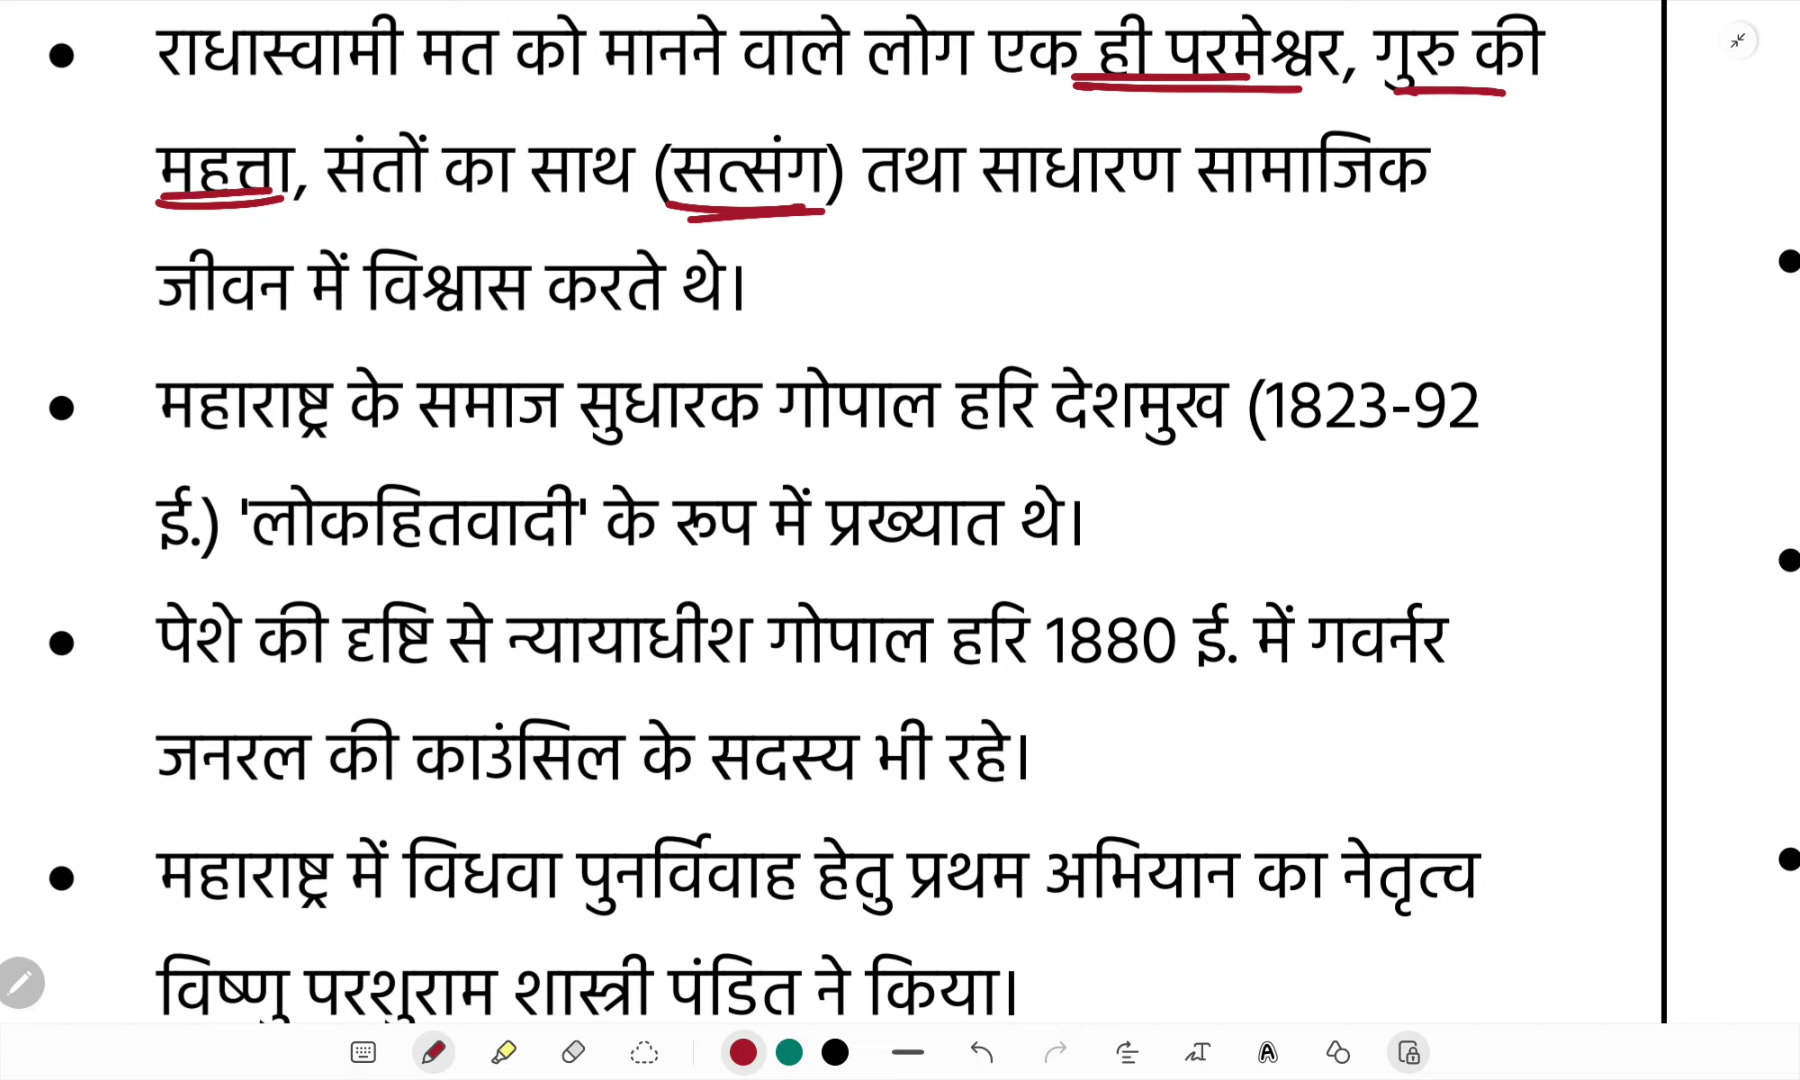 राधास्वामी मत को मानने वाले लोग एक ही परमेश्वर, गुरु की
महत्ता, संतों का साथ (सत्संग) तथा साधारण सामाजिक
जीवन में विश्वास करते थे।
महाराष्ट्र के समाज सुधारक गोपाल हरि देशमुख (1823-92
ई.) 'लोकहितवादी' के रूप में प्रख्यात थे।
पेशे की दृष्टि से न्यायाधीश गोपाल हरि 1880 ई. में गवर्नर
जनरल की काउंसिल के सदस्य भी रहे।
महाराष्ट्र में विधवा पुनर्विवाह हेतु प्रथम अभियान का नेतृत्व
विष्णु परशुराम शास्त्री पंडित ने किया।